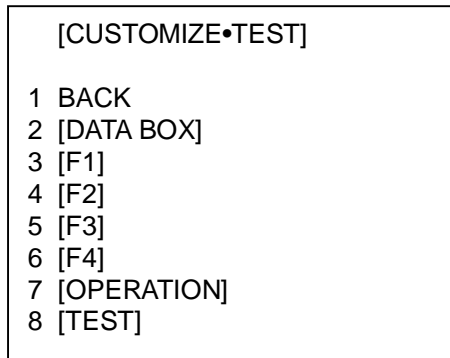 [CUSTOMIZE•TEST]
1 BACK
2 [DATA BOX]
3 [F1]
4 [F2]
5 [F3]
6 [F4]
7 [OPERATION]
8 [TEST]